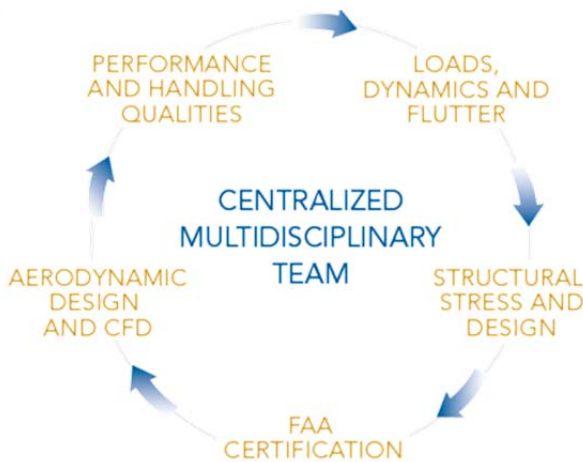 PERFORMANCE
AND HANDLING
QUALITIES
LOADS,
DYNAMICS AND
FLUTTER
CENTRALIZED
MULTIDISCIPLINARY
TEAM
AERODYNAMIC
DESIGN
AND CFD
STRUCTURAL
STRESS AND
DESIGN
FAA
CERTIFICATION